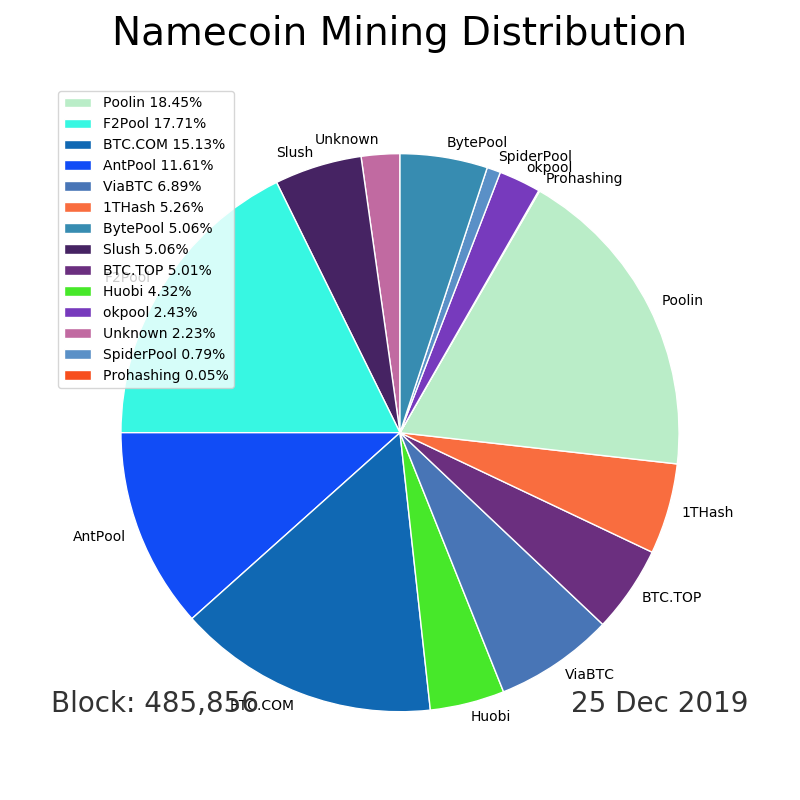 Namecoin Mining Distribution
Poolin 18.45%
F2Pool 17.71%
BTC.COM 15.13%
AntPool 11.61%
ViaBTC 6.89%
1THash 5.26%
BytePool 5.06%
Slush 5.06%
BTC.TOP 5.01%
Huobi 4.32%
okpool 2.43%
Unknown 2.23%
SpiderPool 0.79%
Prohashing 0.05%
Unknown
Slush
F2Pool
AntPool
BTC.COM
Huobi
ViaBTC
BTC.TOP
1THash
Poolin
Prohashing
okpool
SpiderPool
BytePool
Block: 485,856
25 Dec 2019